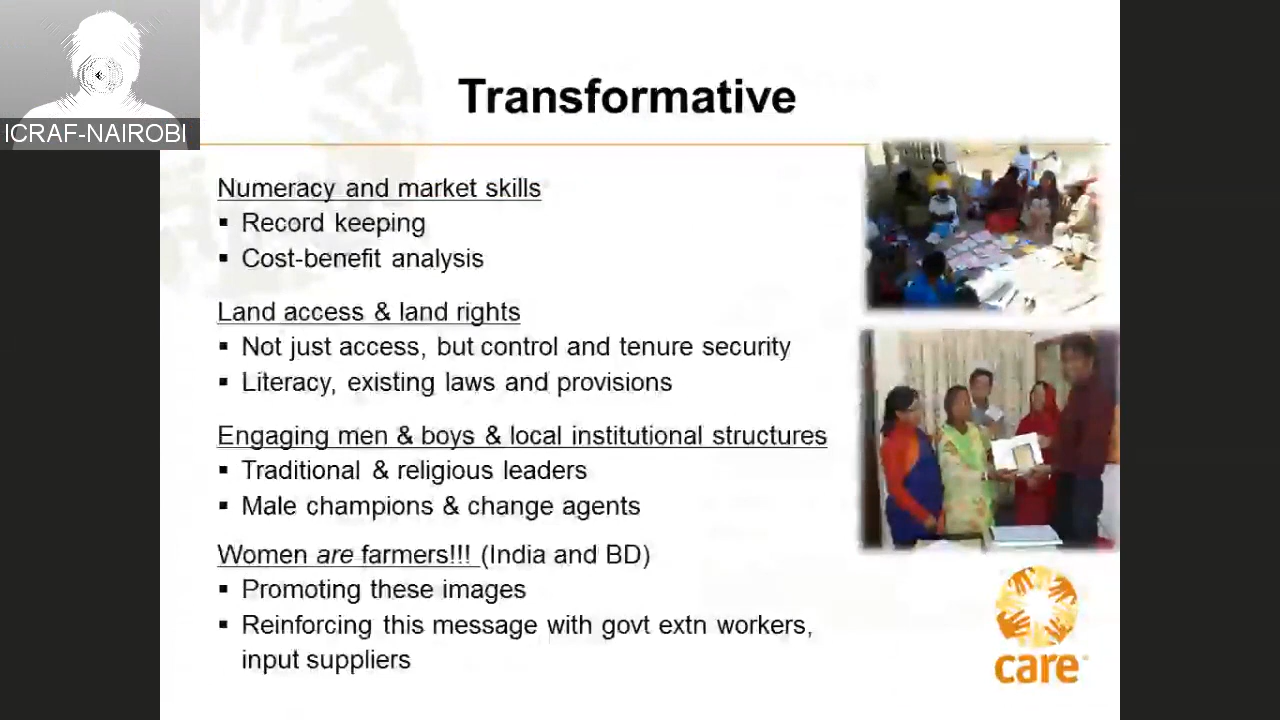 ICRAF-NAIROBI
Transformative
Numeracy and market skills
▪ Record keeping
▪ Cost-benefit analysis
Land access & land rights
▪ Not just access, but control and tenure security
▪ Literacy, existing laws and provisions
Engaging men & boys & local institutional structures
▪ Traditional & religious leaders
▪ Male champions & change agents
Women are farmers!!! (India and BD)
▪ Promoting these images
▪ Reinforcing this message with govt extn workers,
input suppliers
care